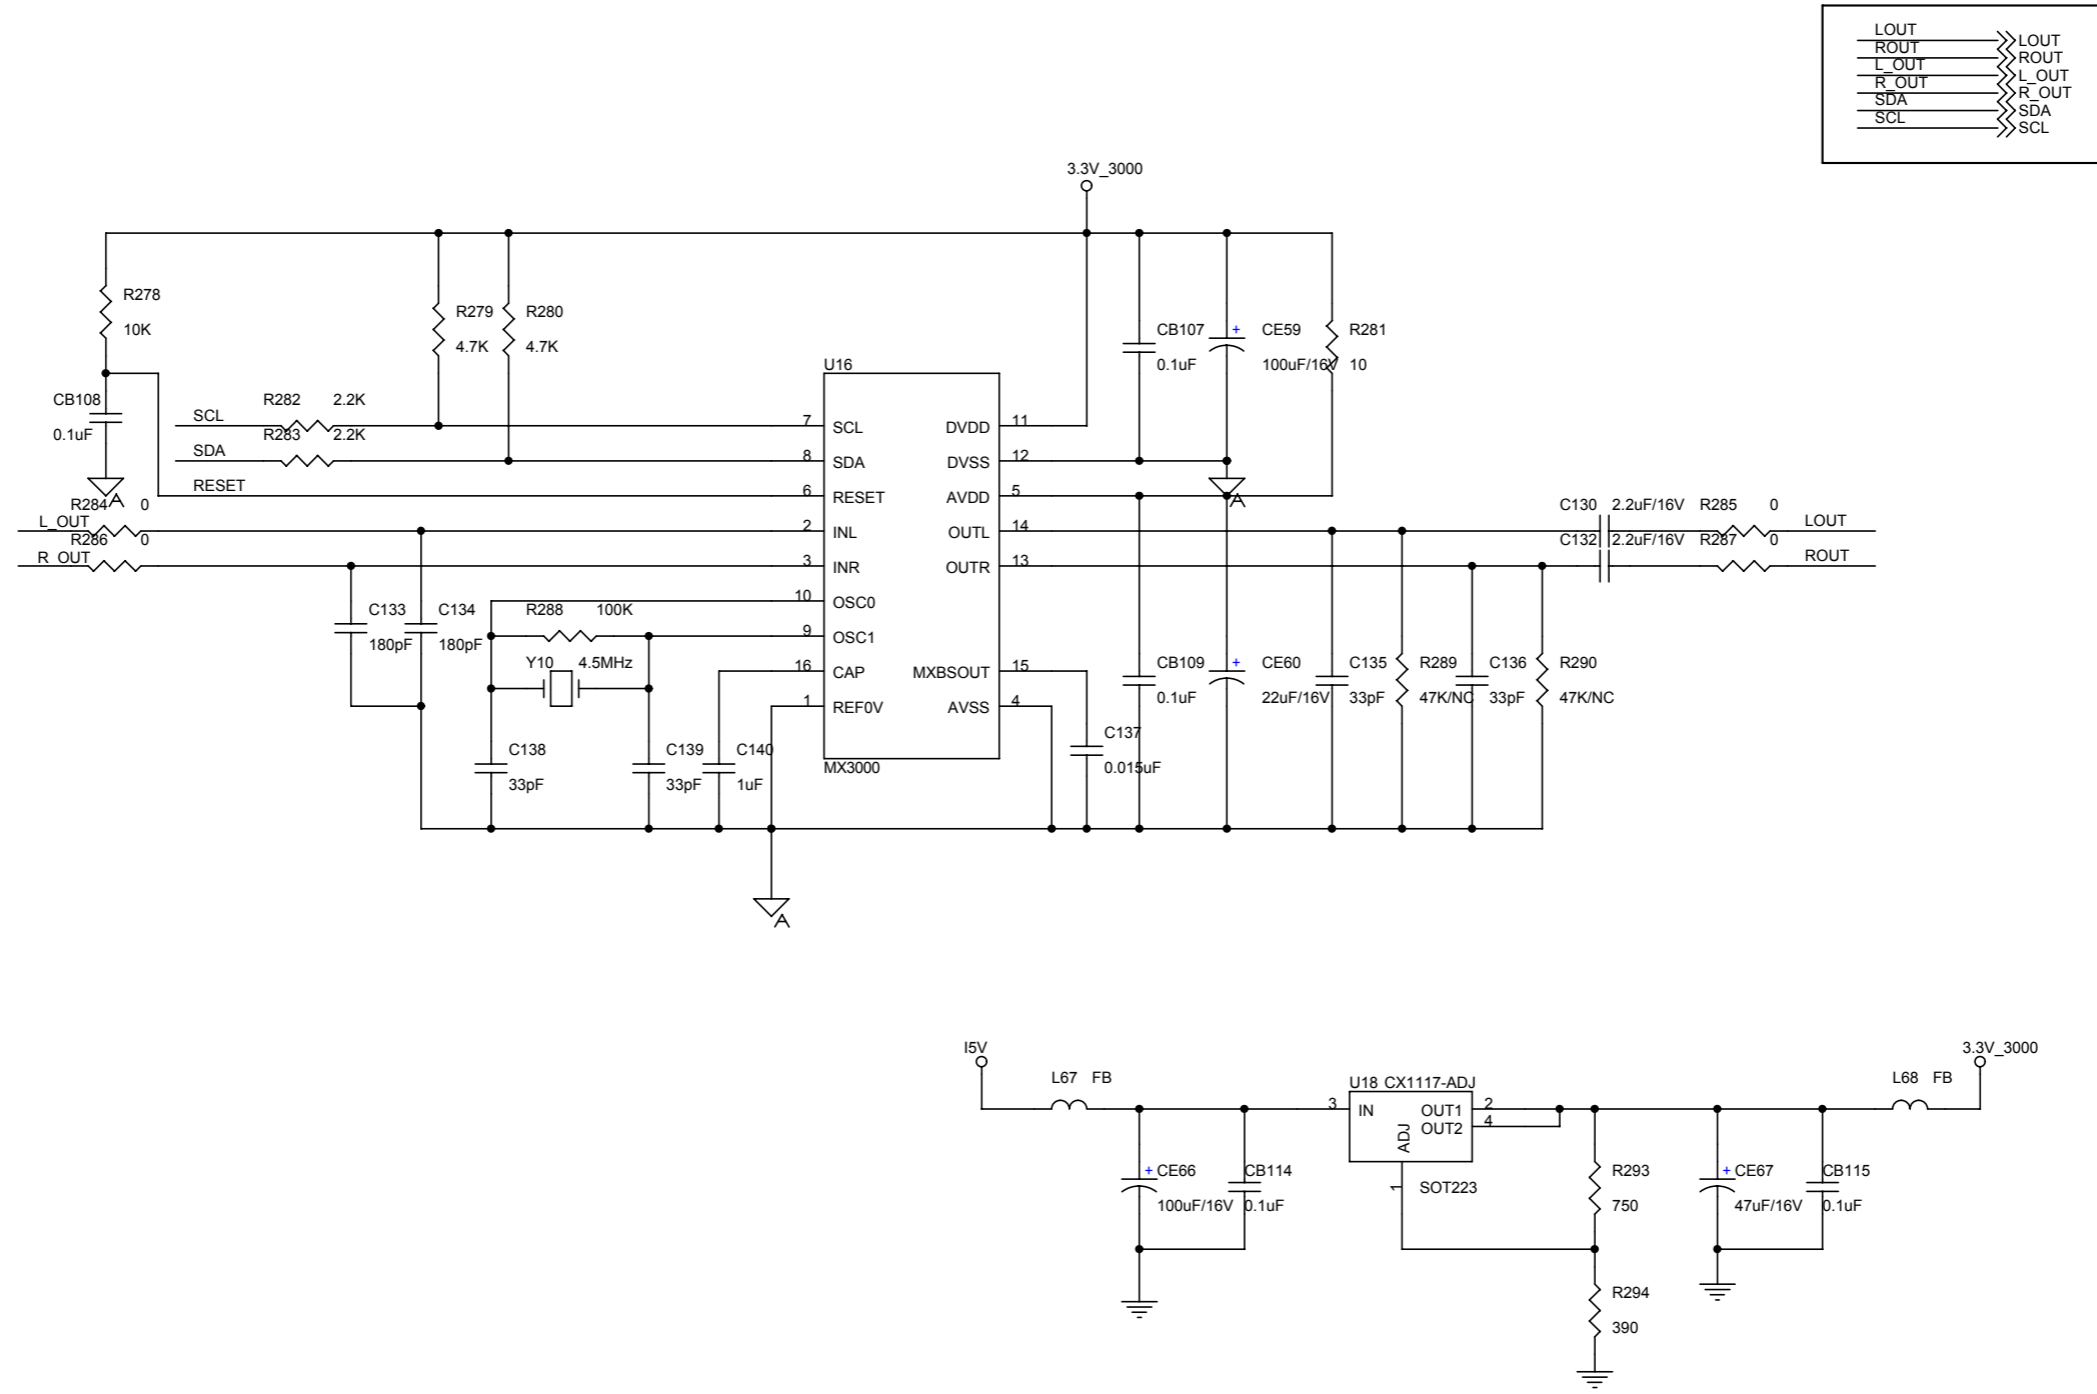 LOUT LOUT
ROUT ROUT
L_OUT L_OUT
R_OUT R_OUT
SDA SDA
SCL SCL
3.3V_3000
R278
10K
R279
4.7K
R280
4.7K
CB107
0.1uF
+ CE59
100uF/16V
R281
10
CB108
0.1uF
A
SCL R282 2.2K
SDA R283 2.2K
RESET
L_OUT R284 0
R_OUT R286 0
U16
7 SCL DVDD 11
8 SDA DVSS 12
6 RESET AVDD 5
2 INL OUTL 14
3 INR OUTR 13
10 OSC0
9 OSC1
16 CAP MXBSOUT 15
1 REF0V AVSS 4
MX3000
A
C130 2.2uF/16V R285 0 LOUT
C132 2.2uF/16V R287 0 ROUT
C133
180pF
C134
180pF
R288 100K
Y10 4.5MHz
C138
33pF
C139
33pF
C140
1uF
C137
0.015uF
CB109
0.1uF
+ CE60
22uF/16V
C135
33pF
R289
47K/NC
C136
33pF
R290
47K/NC
A
I5V
L67 FB
U18 CX1117-ADJ
3 IN OUT1 2
OUT2 4
ADJ
1
SOT223
+ CE66
100uF/16V
CB114
0.1uF
R293
750
R294
390
+ CE67
47uF/16V
CB115
0.1uF
L68 FB
3.3V_3000